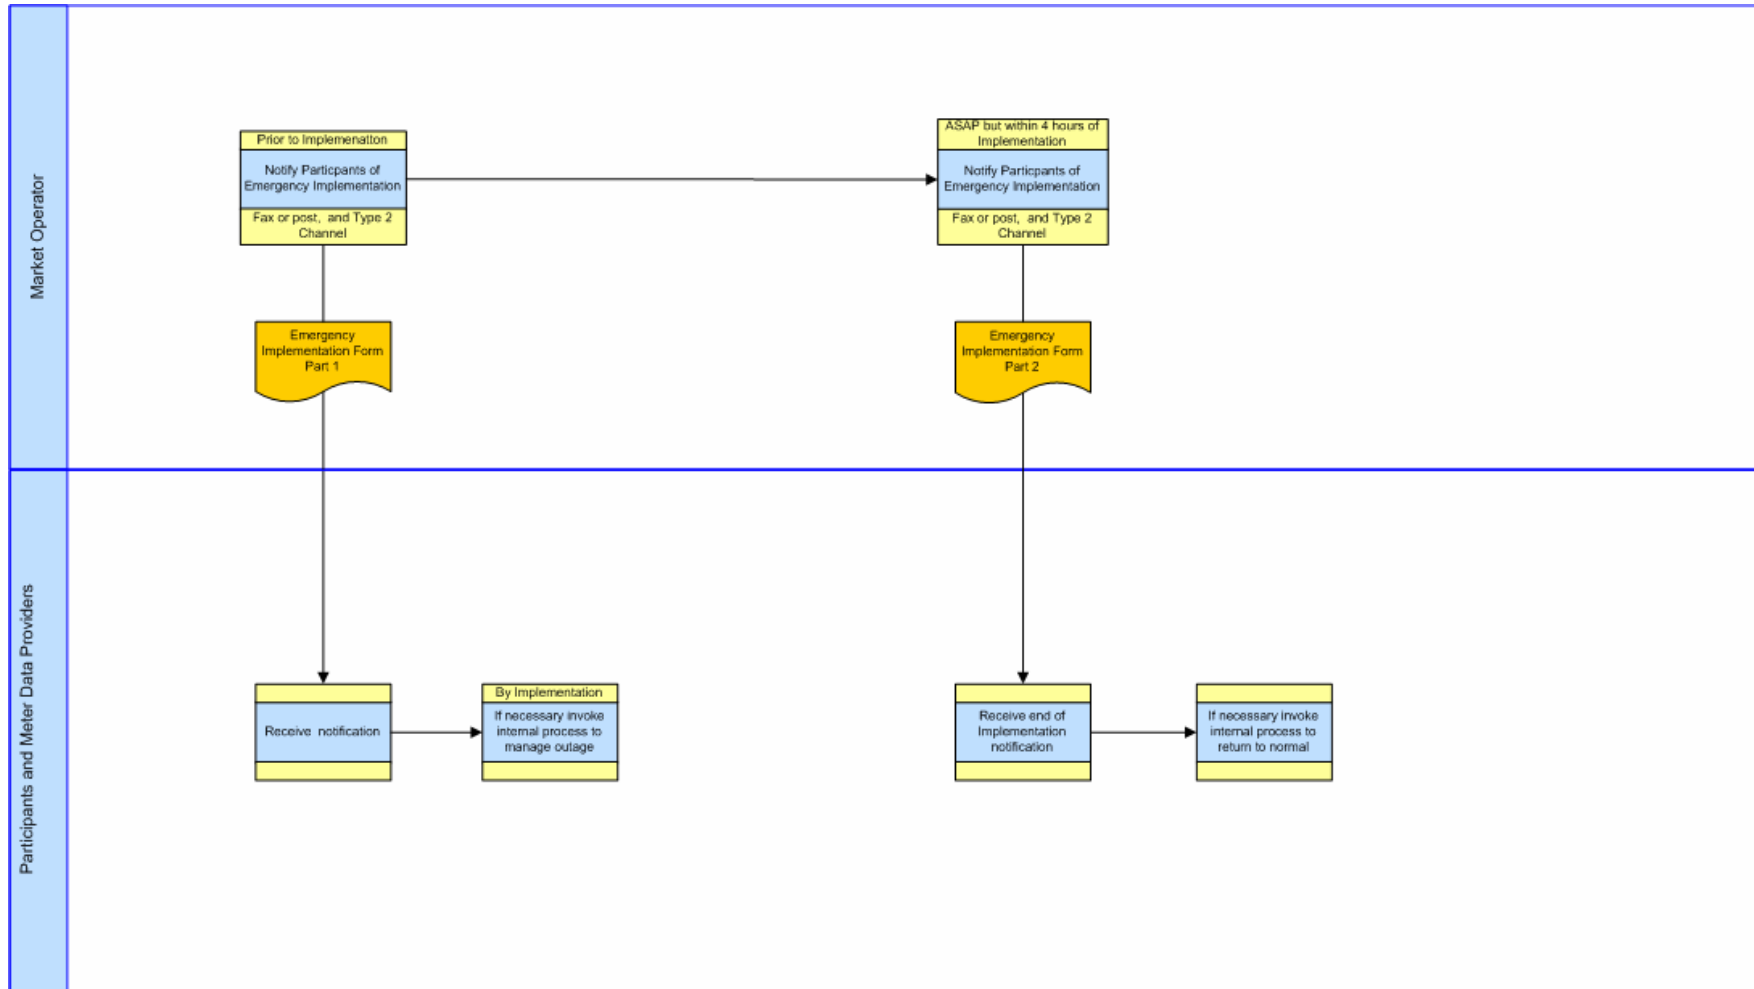 Market Operator
Prior to Implemenattion
Notify Particpants of
Emergency Implementation
Fax or post, and Type 2
Channel
ASAP but within 4 hours of
Implementation
Notify Particpants of
Emergency Implementation
Fax or post, and Type 2
Channel
Emergency
Implementation Form
Part 1
Emergency
Implementation Form
Part 2
Participants and Meter Data Providers
Receive notification
By Implementation
If necessary invoke
internal process to
manage outage
Receive end of
Implementation
notification
If necessary invoke
internal process to
return to normal